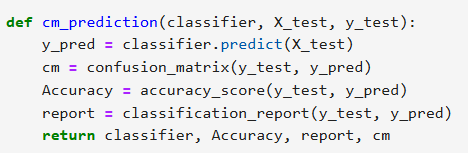 def cm_prediction(classifier, X_test, y_test):
    y_pred = classifier.predict(X_test)
    cm = confusion_matrix(y_test, y_pred)
    Accuracy = accuracy_score(y_test, y_pred)
    report = classification_report(y_test, y_pred)
    return classifier, Accuracy, report, cm